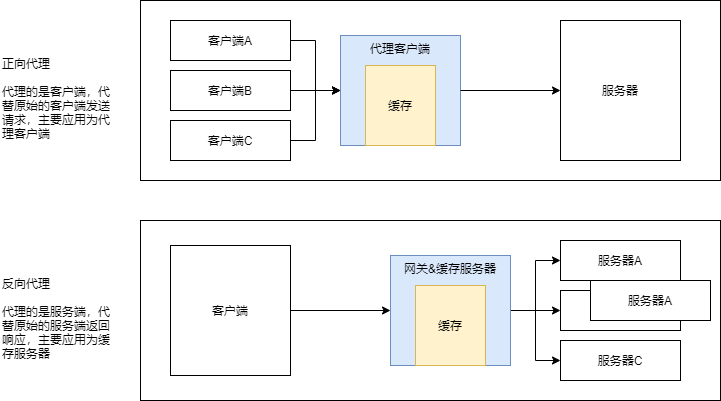 正向代理
代理的是客户端，代
替原始的客户端发送
请求，主要应用为代
理客户端
客户端A
客户端B
客户端C
代理客户端
缓存
服务器
反向代理
代理的是服务端，代
替原始的服务端返回
响应，主要应用为缓
存服务器
客户端
网关&缓存服务器
缓存
服务器A
服务器A
服务器C